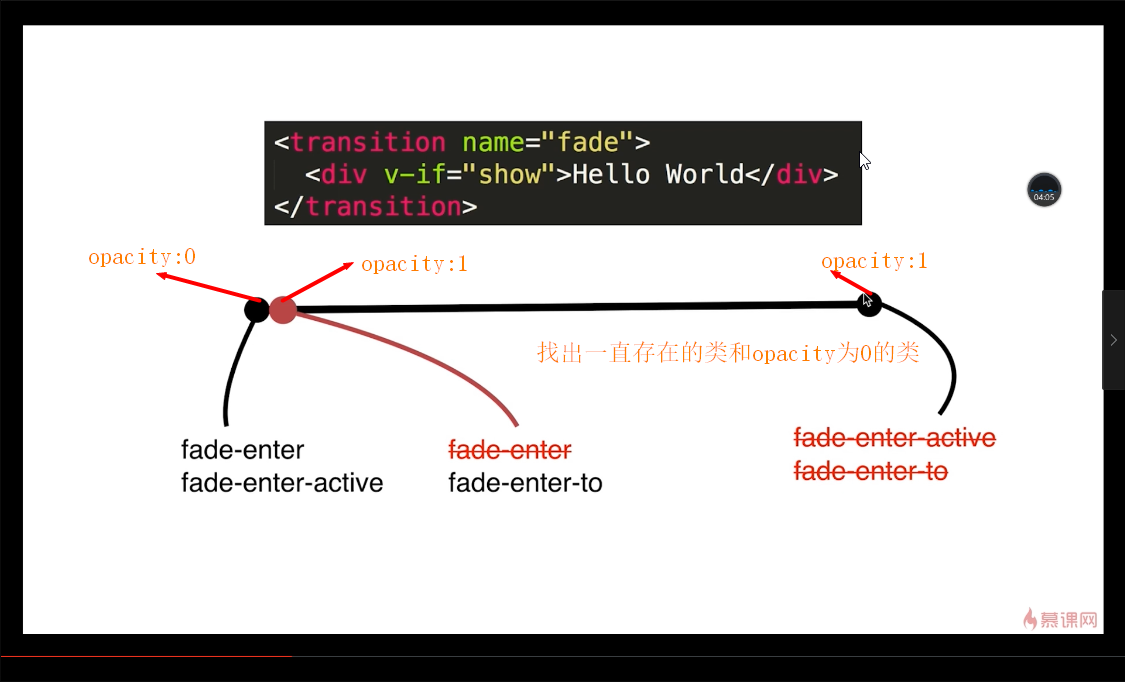 <transition name="fade">
<div v-if="show">Hello World</div>
</transition>
04:05
opacity:0
opacity:1
opacity:1
找出一直存在的类和opacity为0的类
fade-enter
fade-enter-active
fade-enter
fade-enter-to
fade-enter-active
fade-enter-to
慕课网